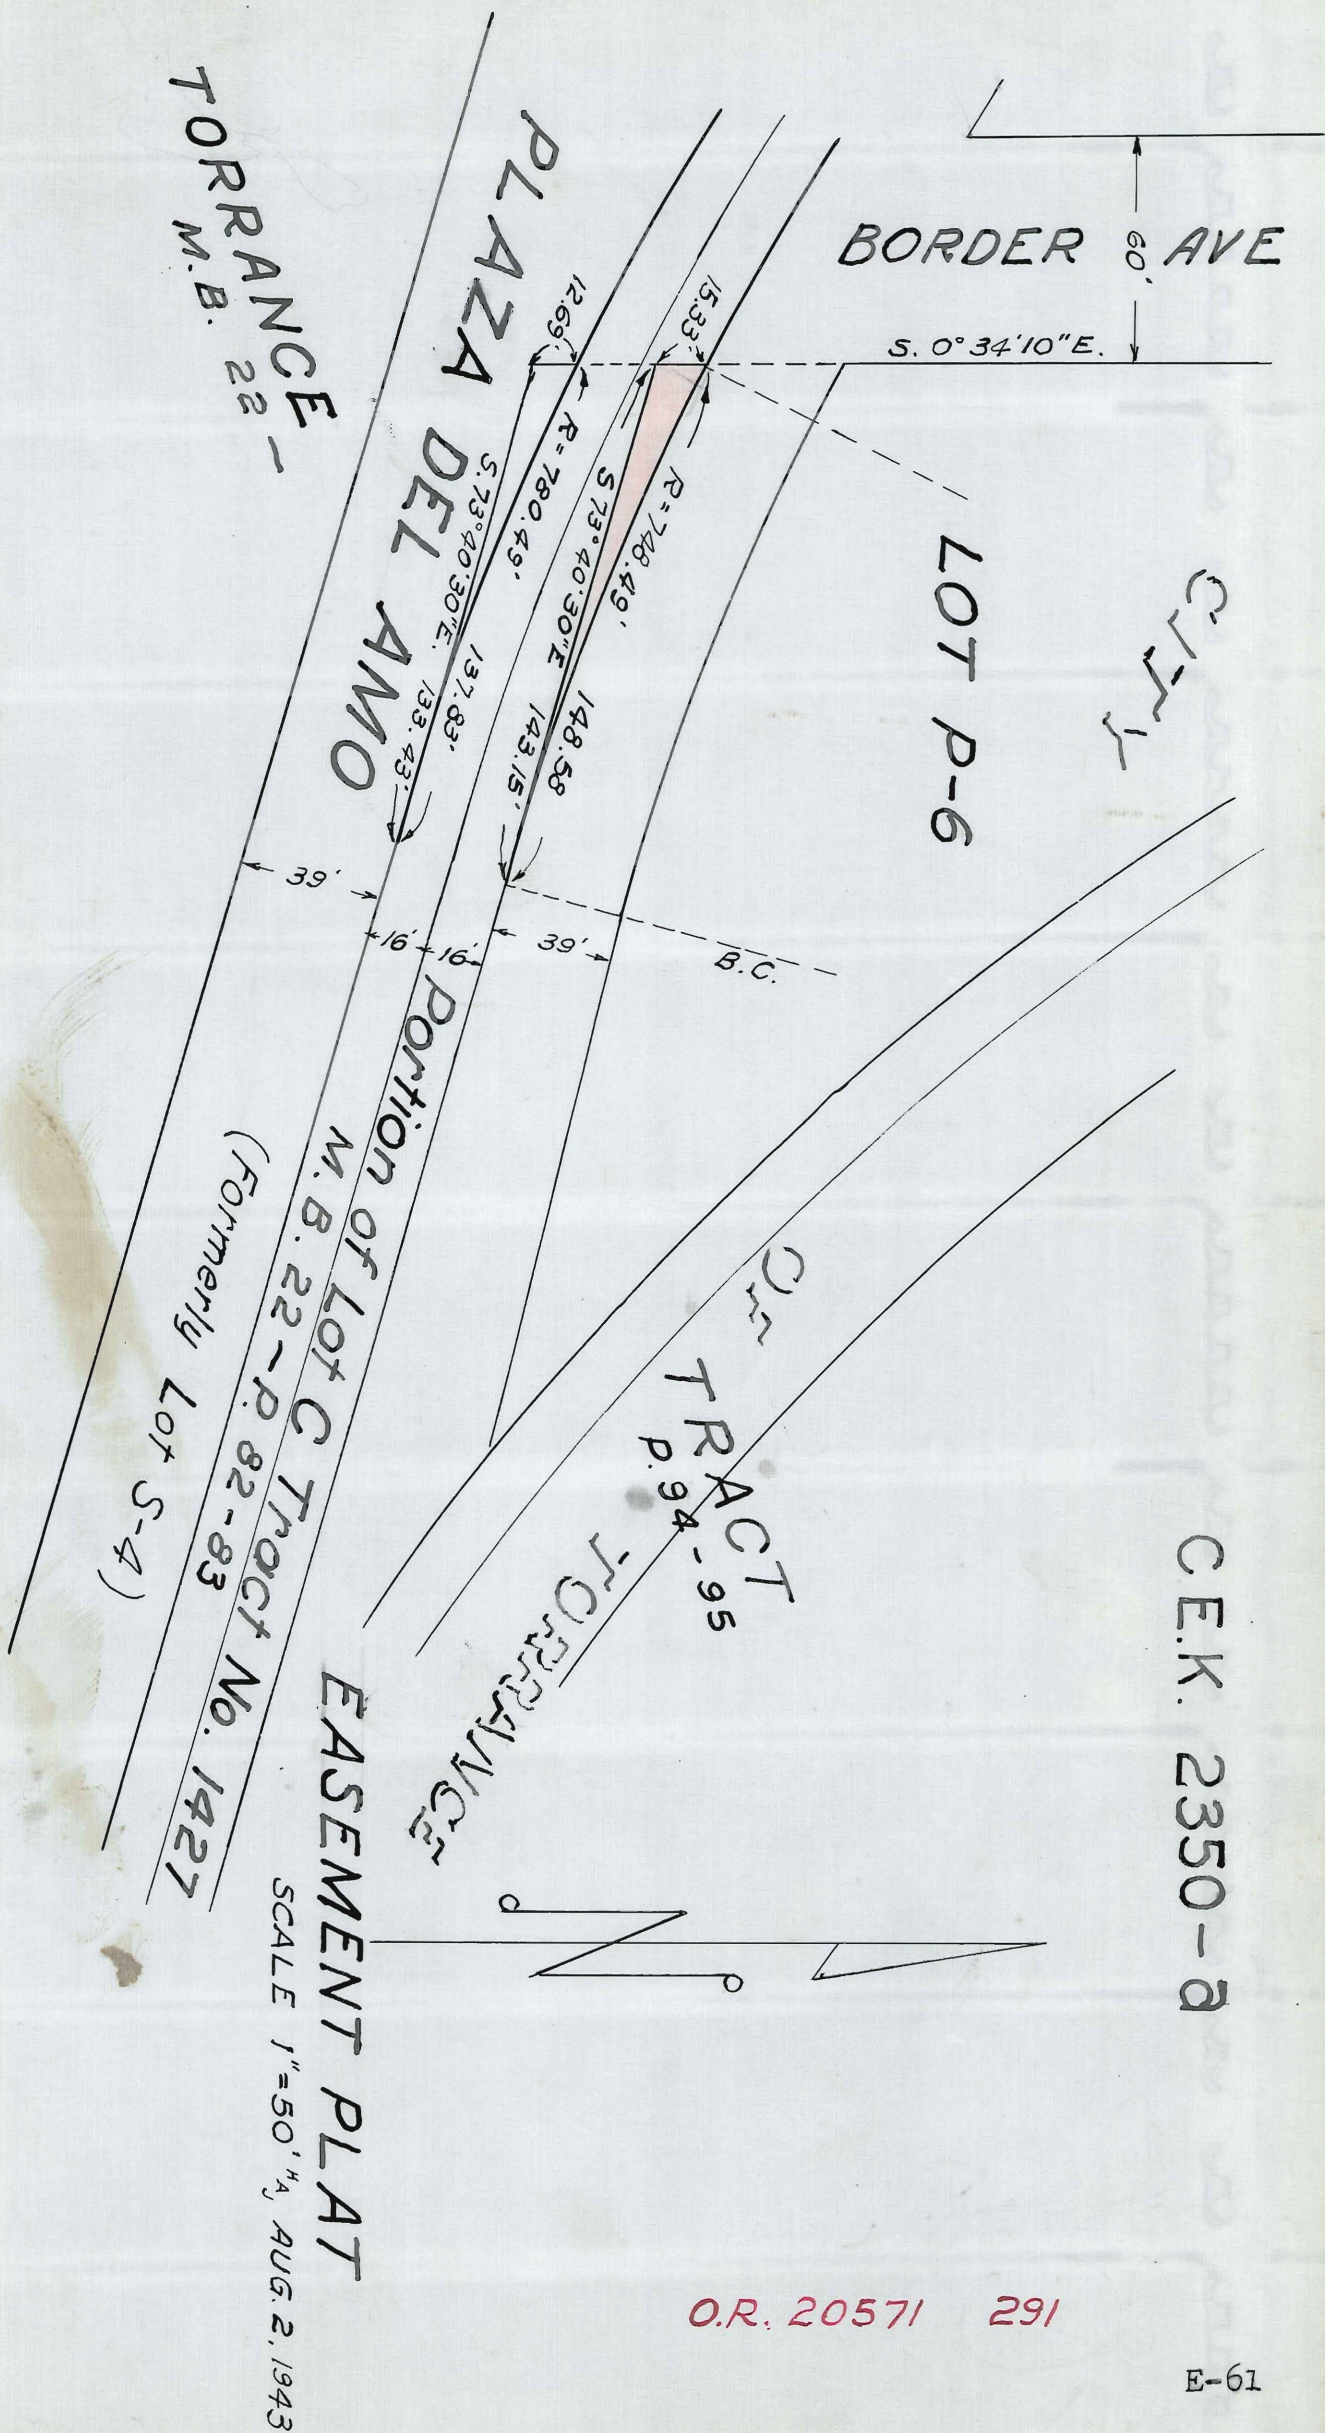 C.E.K. 2350-a
BORDER AVE
60'
S. 0° 34' 10" E.
LOT P-6
CITY
OF
TORRANCE
15.33'
12.69'
R=748.49'
148.58
S 73° 40' 30" E 143.15'
R=780.49'
137.83'
S. 73° 40' 30" E. 133.43'
PLAZA DEL AMO
39'
16'
16'
39'
B.C.
TORRANCE TRACT
M.B. 22 - P. 94-95
Portion of Lot C Tract No. 1427
M.B. 22-P. 82-83
(Formerly Lot S-4)
EASEMENT PLAT
SCALE 1"=50' H.A, AUG. 2, 1943
O.R. 20571 291
E-61